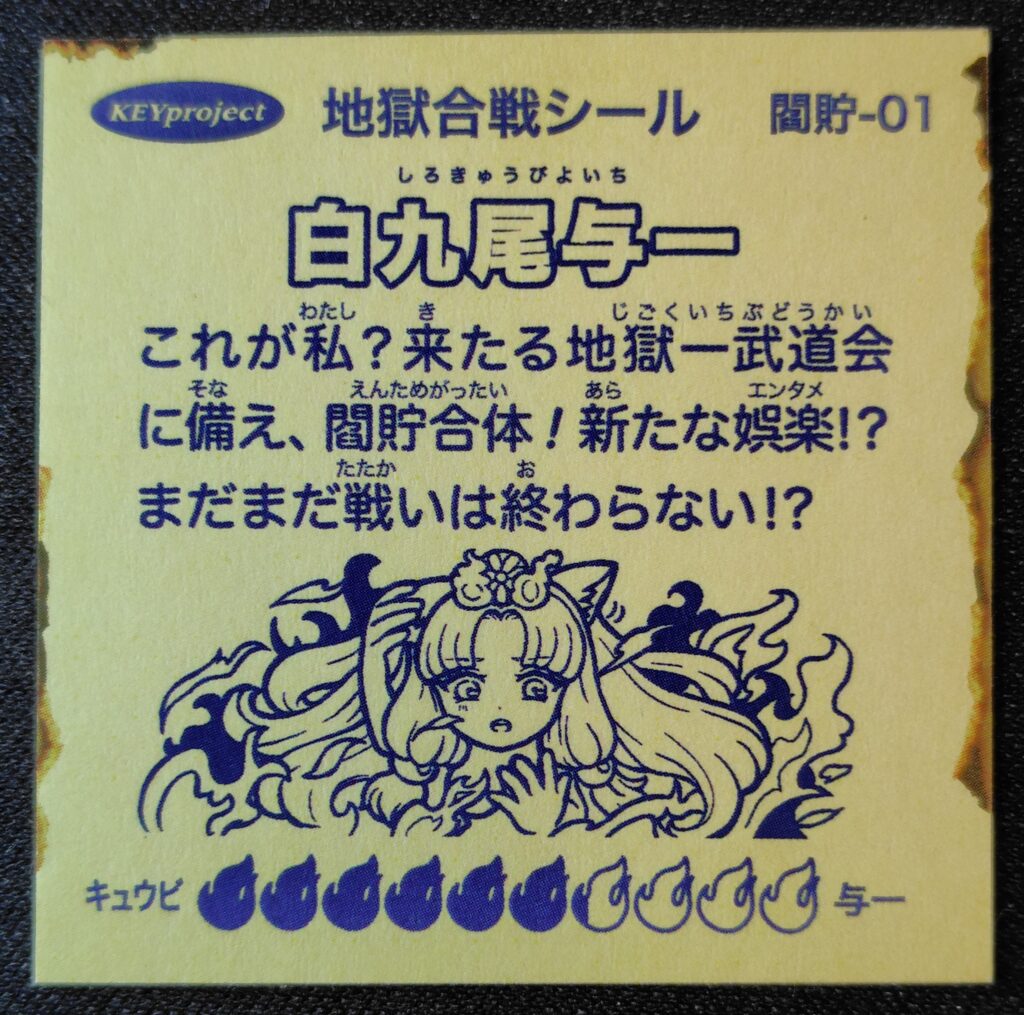 KEYproject 地獄合戦シール 閻貯-01
しろきゅうびよいち
白九尾与一
わたし き じごくいちぶどうかい
これが私？来たる地獄一武道会
そな えんためがったい あら エンタメ
に備え、閻貯合体！新たな娯楽!?
たたか お
まだまだ戦いは終わらない!?
キュウビ 与一